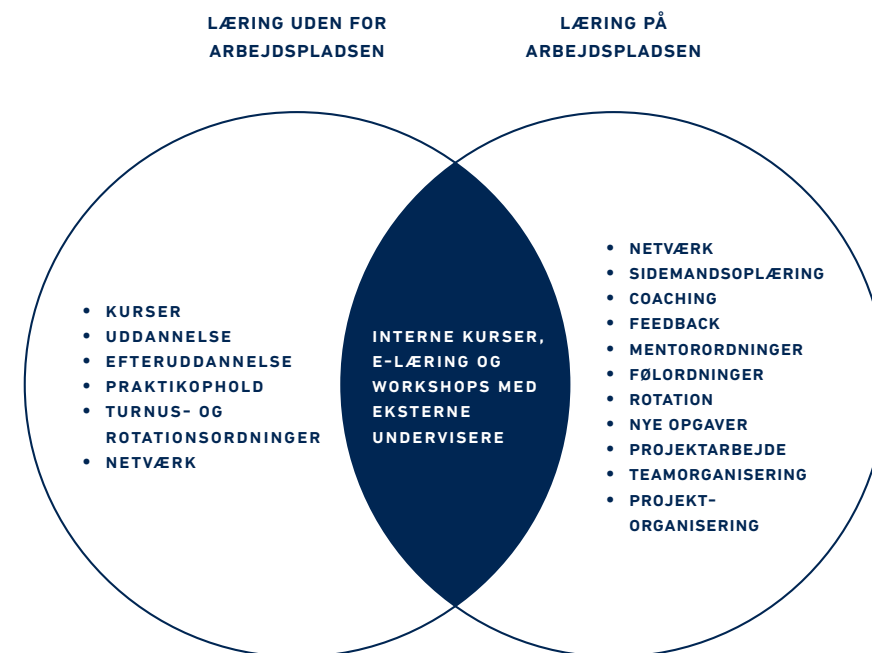 LÆRING UDEN FOR
ARBEJDSPLADSEN
LÆRING PÅ
ARBEJDSPLADSEN
• KURSER
• UDDANNELSE
• EFTERUDDANNELSE
• PRAKTIKOPHOLD
• TURNUS- OG
ROTATIONSORDNINGER
• NETVÆRK
INTERNE KURSER,
E-LÆRING OG
WORKSHOPS MED
EKSTERNE
UNDERVISERE
• NETVÆRK
• SIDEMANDSOPLÆRING
• COACHING
• FEEDBACK
• MENTORORDNINGER
• FØLORDNINGER
• ROTATION
• NYE OPGAVER
• PROJEKTARBEJDE
• TEAMORGANISERING
• PROJEKT-
ORGANISERING